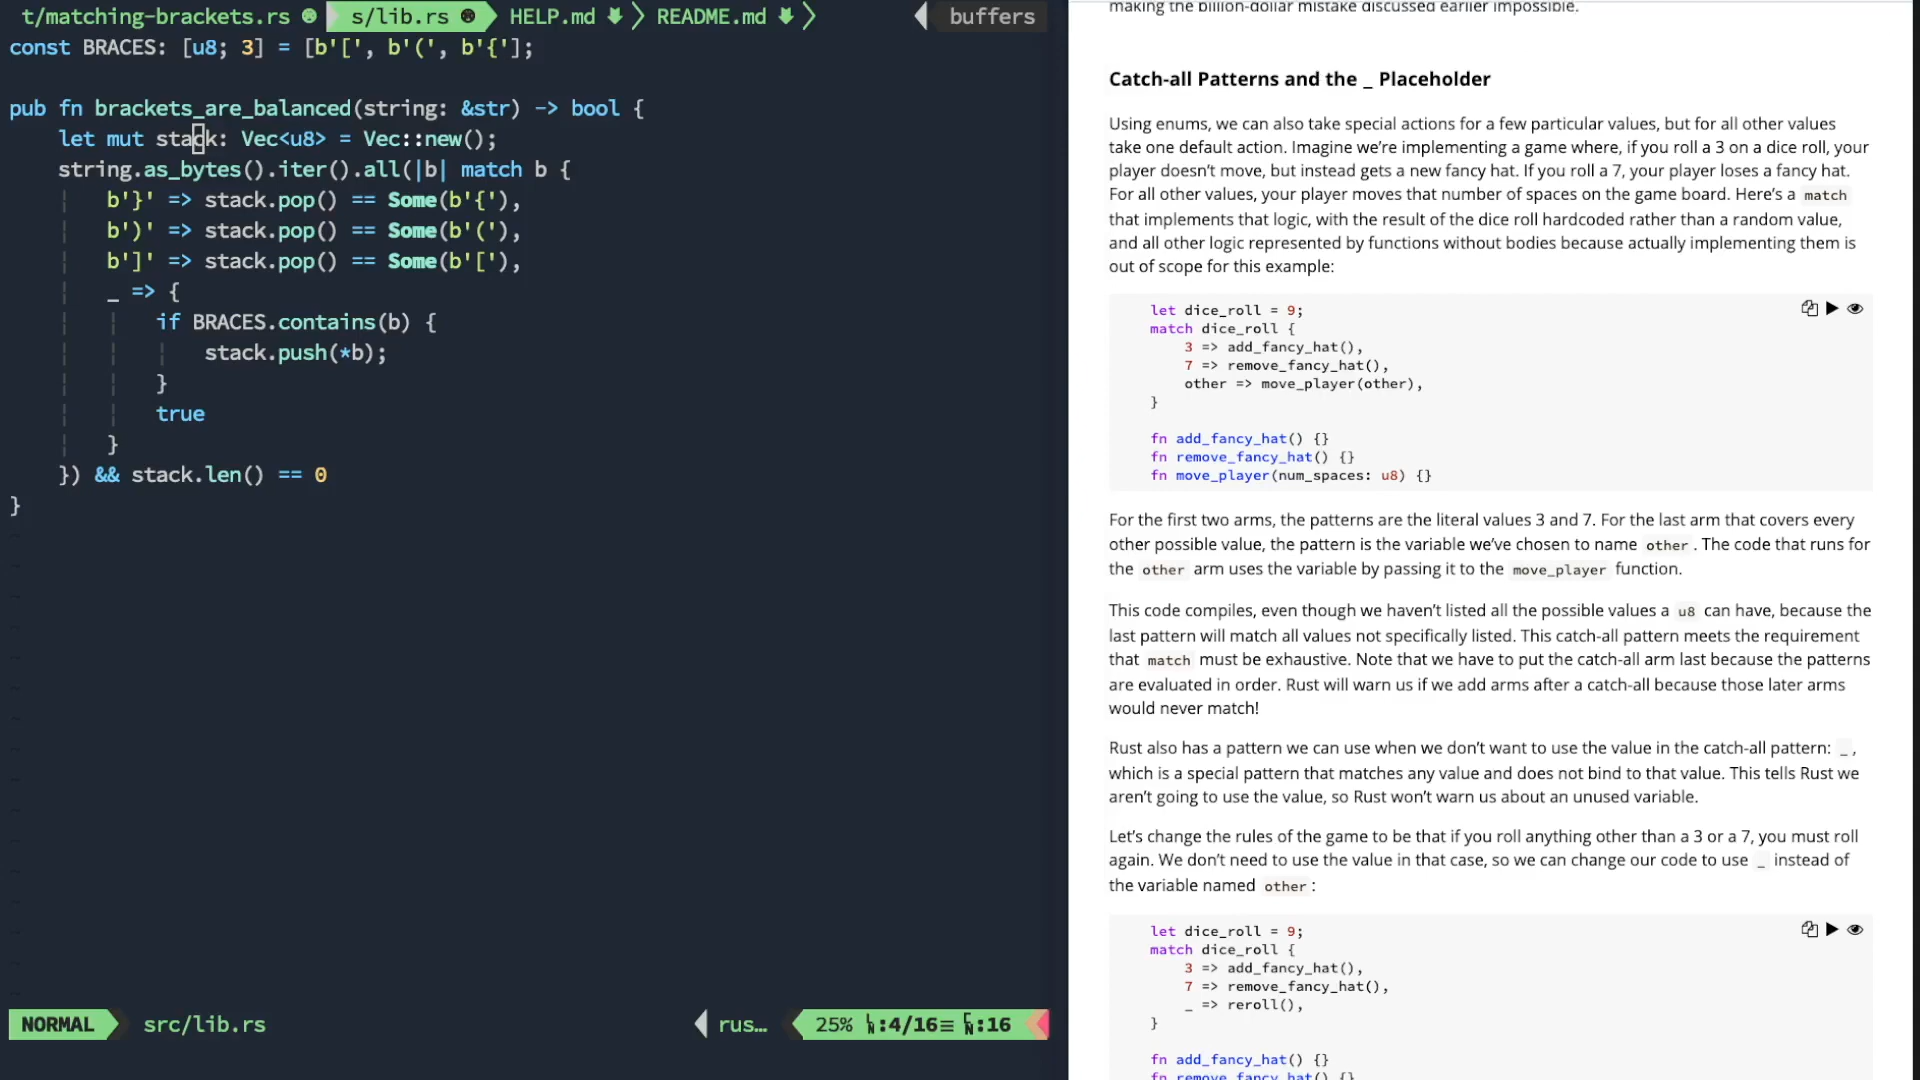 t/matching-brackets.rs s/lib.rs HELP.md README.md buffers
const BRACES: [u8; 3] = [b'[', b'(', b'{'];
pub fn brackets_are_balanced(string: &str) -> bool {
let mut stack: Vec<u8> = Vec::new();
string.as_bytes().iter().all(|b| match b {
b'}' => stack.pop() == Some(b'{'),
b')' => stack.pop() == Some(b'('),
b']' => stack.pop() == Some(b'['),
_ => {
if BRACES.contains(b) {
stack.push(*b);
}
true
}
}) && stack.len() == 0
}
NORMAL src/lib.rs rus… 25% LN:4/16≡ CN:16
making the billion-dollar mistake discussed earlier impossible.
Catch-all Patterns and the _ Placeholder
Using enums, we can also take special actions for a few particular values, but for all other values
take one default action. Imagine we’re implementing a game where, if you roll a 3 on a dice roll, your
player doesn’t move, but instead gets a new fancy hat. If you roll a 7, your player loses a fancy hat.
For all other values, your player moves that number of spaces on the game board. Here’s a match
that implements that logic, with the result of the dice roll hardcoded rather than a random value,
and all other logic represented by functions without bodies because actually implementing them is
out of scope for this example:
let dice_roll = 9;
match dice_roll {
3 => add_fancy_hat(),
7 => remove_fancy_hat(),
other => move_player(other),
}
fn add_fancy_hat() {}
fn remove_fancy_hat() {}
fn move_player(num_spaces: u8) {}
For the first two arms, the patterns are the literal values 3 and 7. For the last arm that covers every
other possible value, the pattern is the variable we’ve chosen to name other. The code that runs for
the other arm uses the variable by passing it to the move_player function.
This code compiles, even though we haven’t listed all the possible values a u8 can have, because the
last pattern will match all values not specifically listed. This catch-all pattern meets the requirement
that match must be exhaustive. Note that we have to put the catch-all arm last because the patterns
are evaluated in order. Rust will warn us if we add arms after a catch-all because those later arms
would never match!
Rust also has a pattern we can use when we don’t want to use the value in the catch-all pattern: _,
which is a special pattern that matches any value and does not bind to that value. This tells Rust we
aren’t going to use the value, so Rust won’t warn us about an unused variable.
Let’s change the rules of the game to be that if you roll anything other than a 3 or a 7, you must roll
again. We don’t need to use the value in that case, so we can change our code to use _ instead of
the variable named other:
let dice_roll = 9;
match dice_roll {
3 => add_fancy_hat(),
7 => remove_fancy_hat(),
_ => reroll(),
}
fn add_fancy_hat() {}
fn remove_fancy_hat() {}